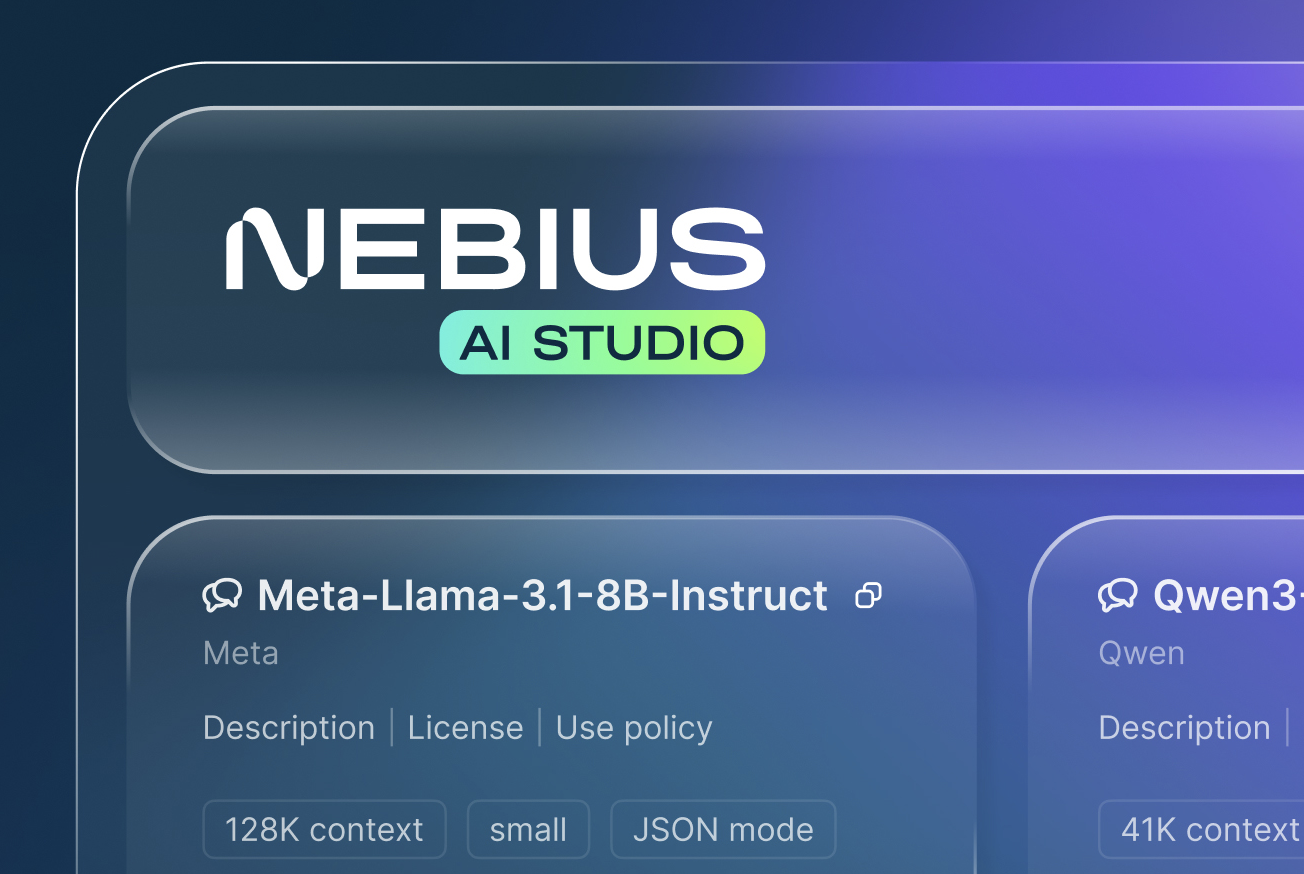 NEBIUS
AI STUDIO
Meta-Llama-3.1-8B-Instruct
Meta
Description | License | Use policy
128K context small JSON mode
Qwen3-
Qwen
Description |
41K context